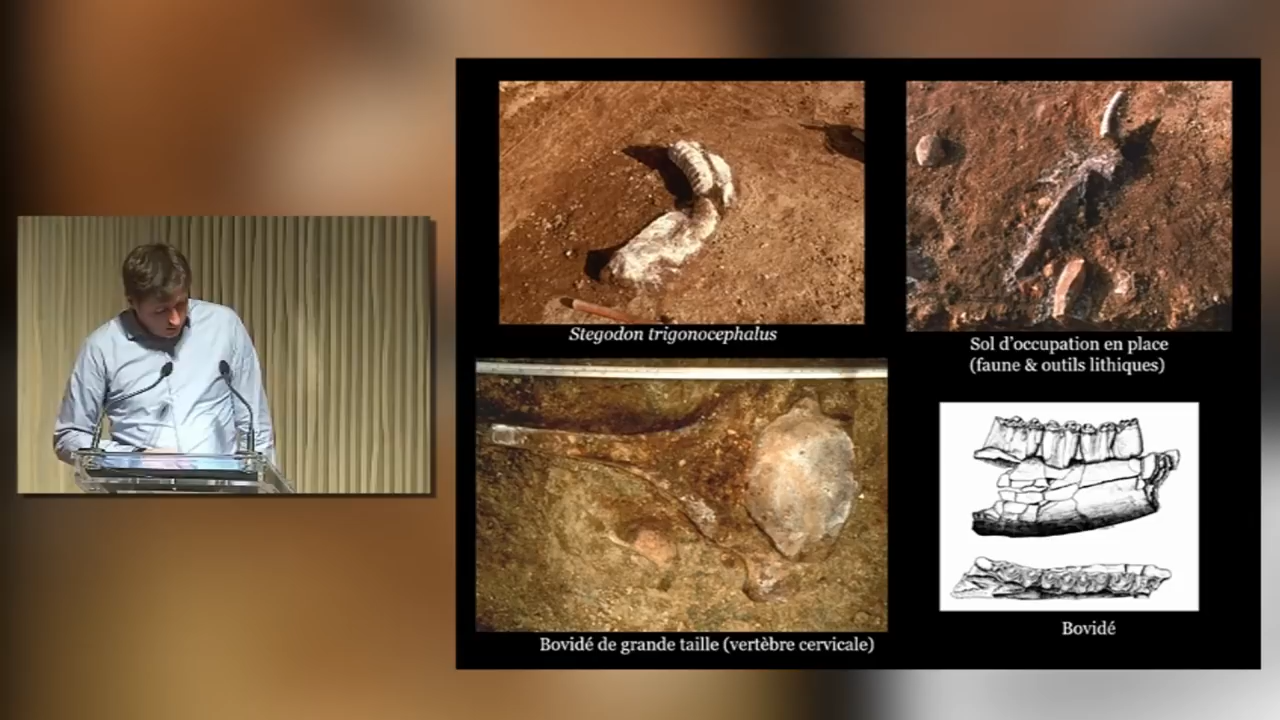 Stegodon trigonocephalus
Sol d'occupation en place
(faune & outils lithiques)
Bovidé de grande taille (vertèbre cervicale)
Bovidé